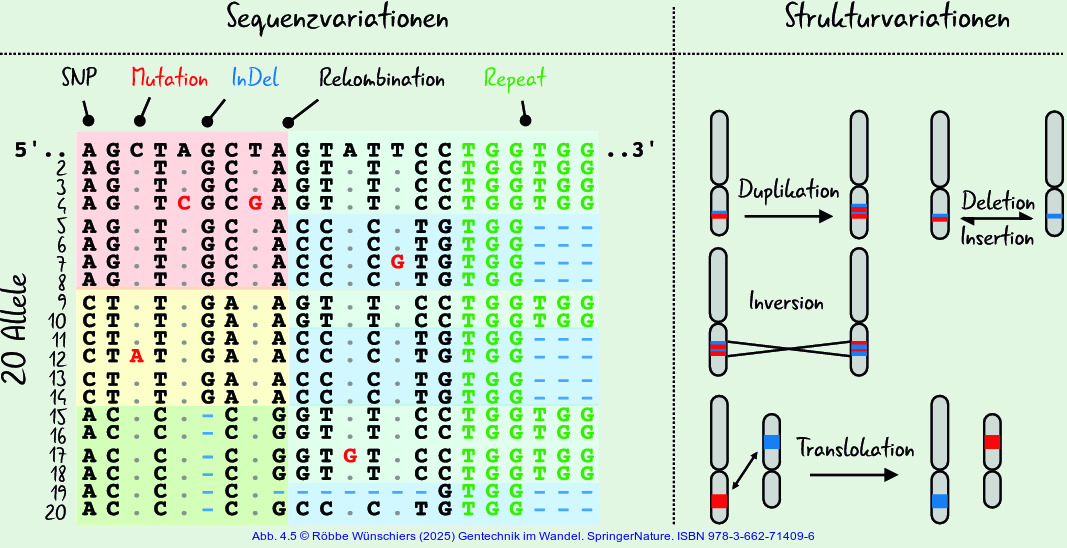 Sequenzvariationen
Strukturvariationen
SNP Mutation InDel Rekombination Repeat
5'.. A G C T A G C T A G T A T T C C T G G T G G ..3'
2 A G . T . G C . A G T . T . C C T G G T G G
3 A G . T . G C . A G T . T . C C T G G T G G
4 A G . T C G C G A G T . T . C C T G G T G G
5 A G . T . G C . A C C . C . T G T G G - - -
6 A G . T . G C . A C C . C . T G T G G - - -
7 A G . T . G C . A C C . C G T G T G G - - -
8 A G . T . G C . A C C . C . T G T G G - - -
9 C T . T . G A . A G T . T . C C T G G T G G
10 C T . T . G A . A G T . T . C C T G G T G G
11 C T . T . G A . A C C . C . T G T G G - - -
12 C T A T . G A . A C C . C . T G T G G - - -
13 C T . T . G A . A C C . C . T G T G G - - -
14 C T . T . G A . A C C . C . T G T G G - - -
15 A C . C . - C . G G T . T . C C T G G T G G
16 A C . C . - C . G G T . T . C C T G G T G G
17 A C . C . - C . G G T G T . C C T G G T G G
18 A C . C . - C . G G T . T . C C T G G T G G
19 A C . C . - C . - - - - - - - G T G G - - -
20 A C . C . - C . G C C . C . T G T G G - - -
20 Allele
Duplikation
Deletion
Insertion
Inversion
Translokation
Abb. 4.5 © Röbbe Wünschiers (2025) Gentechnik im Wandel. SpringerNature. ISBN 978-3-662-71409-6